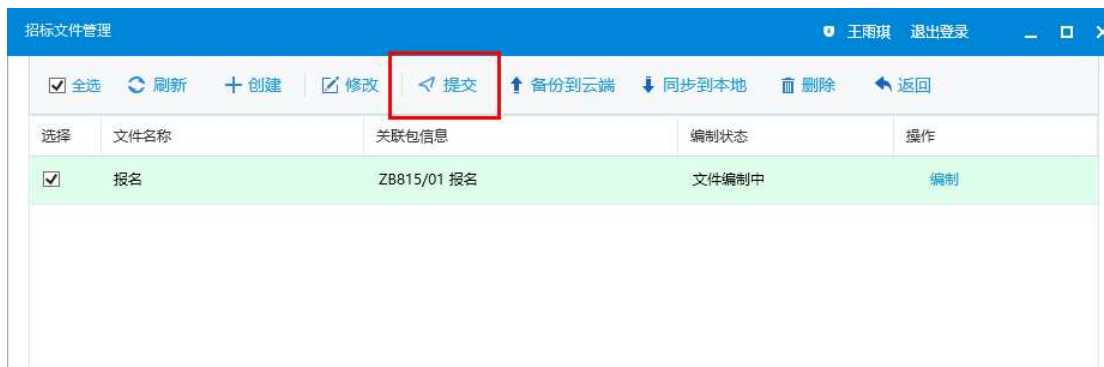 招标文件管理 王雨琪 退出登录
全选 刷新 创建 修改 提交 备份到云端 同步到本地 删除 返回
选择 文件名称 关联包信息 编制状态 操作
报名 ZB815/01 报名 文件编制中 编制